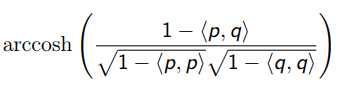 arccosh ( (1 − ⟨p, q⟩) / (√(1 − ⟨p, p⟩) √(1 − ⟨q, q⟩)) )